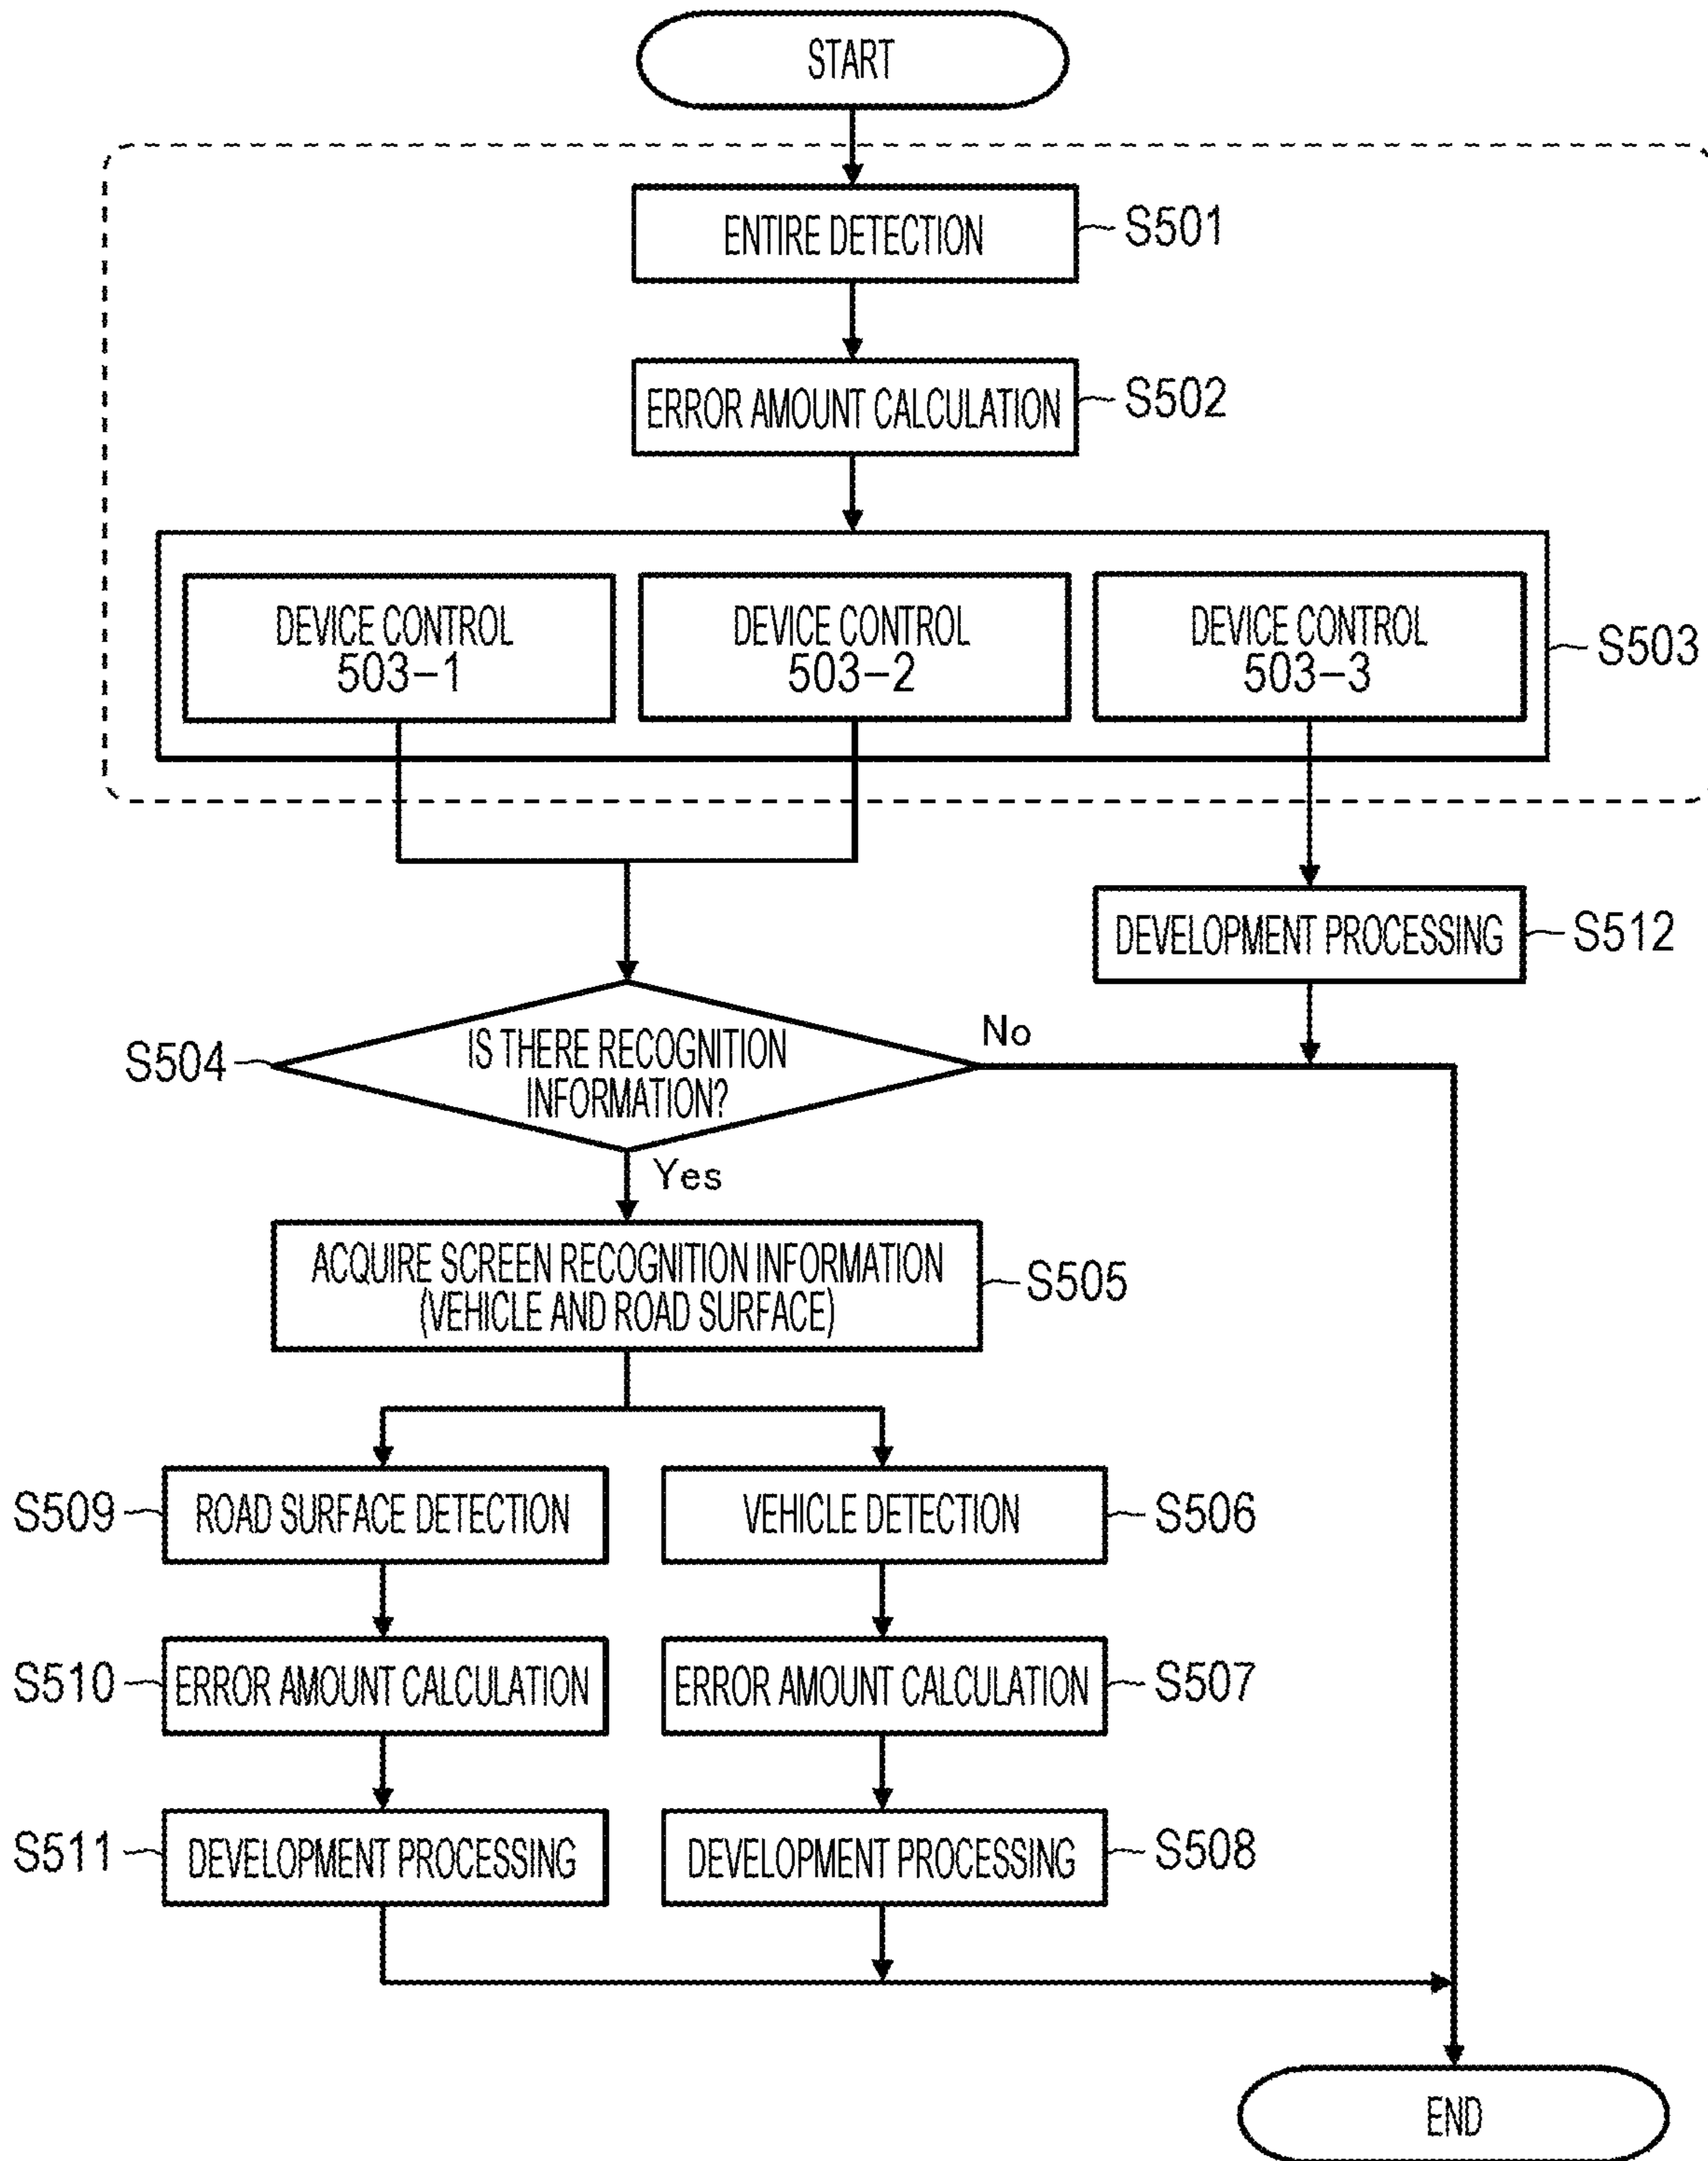 START
ENTIRE DETECTION
S501
ERROR AMOUNT CALCULATION
S502
DEVICE CONTROL
503-1
DEVICE CONTROL
503-2
DEVICE CONTROL
503-3
S503
DEVELOPMENT PROCESSING
S512
S504
IS THERE RECOGNITION
INFORMATION?
No
Yes
ACQUIRE SCREEN RECOGNITION INFORMATION
(VEHICLE AND ROAD SURFACE)
S505
S509
ROAD SURFACE DETECTION
VEHICLE DETECTION
S506
S510
ERROR AMOUNT CALCULATION
ERROR AMOUNT CALCULATION
S507
S511
DEVELOPMENT PROCESSING
DEVELOPMENT PROCESSING
S508
END